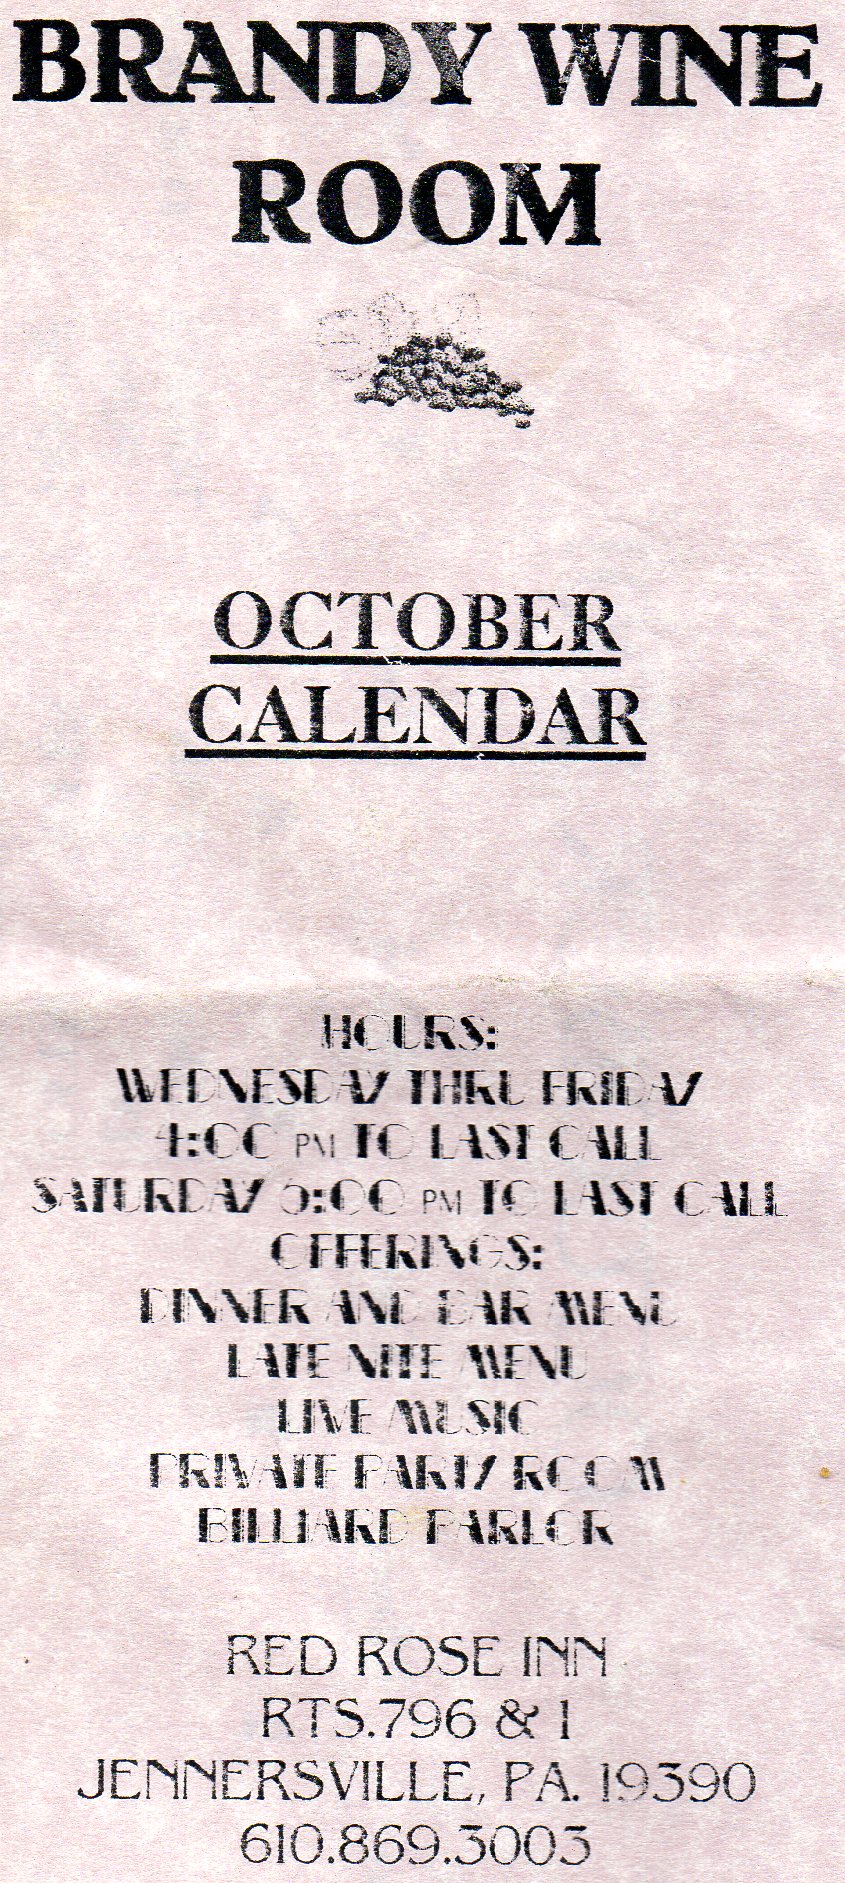 BRANDY WINE
ROOM
OCTOBER
CALENDAR
HOURS:
WEDNESDAY THRU FRIDAY
4:00 PM TO LAST CALL
SATURDAY PM TO LAST CALL
OFFERINGS:
DINNER AND BAR MENU
LATE NITE MENU
LIVE MUSIC
PRIVATE PARTY ROOM
BILLIARD PARLOR
RED ROSE INN
RTS.796 & 1
JENNERSVILLE, PA. 19390
610.869.3003